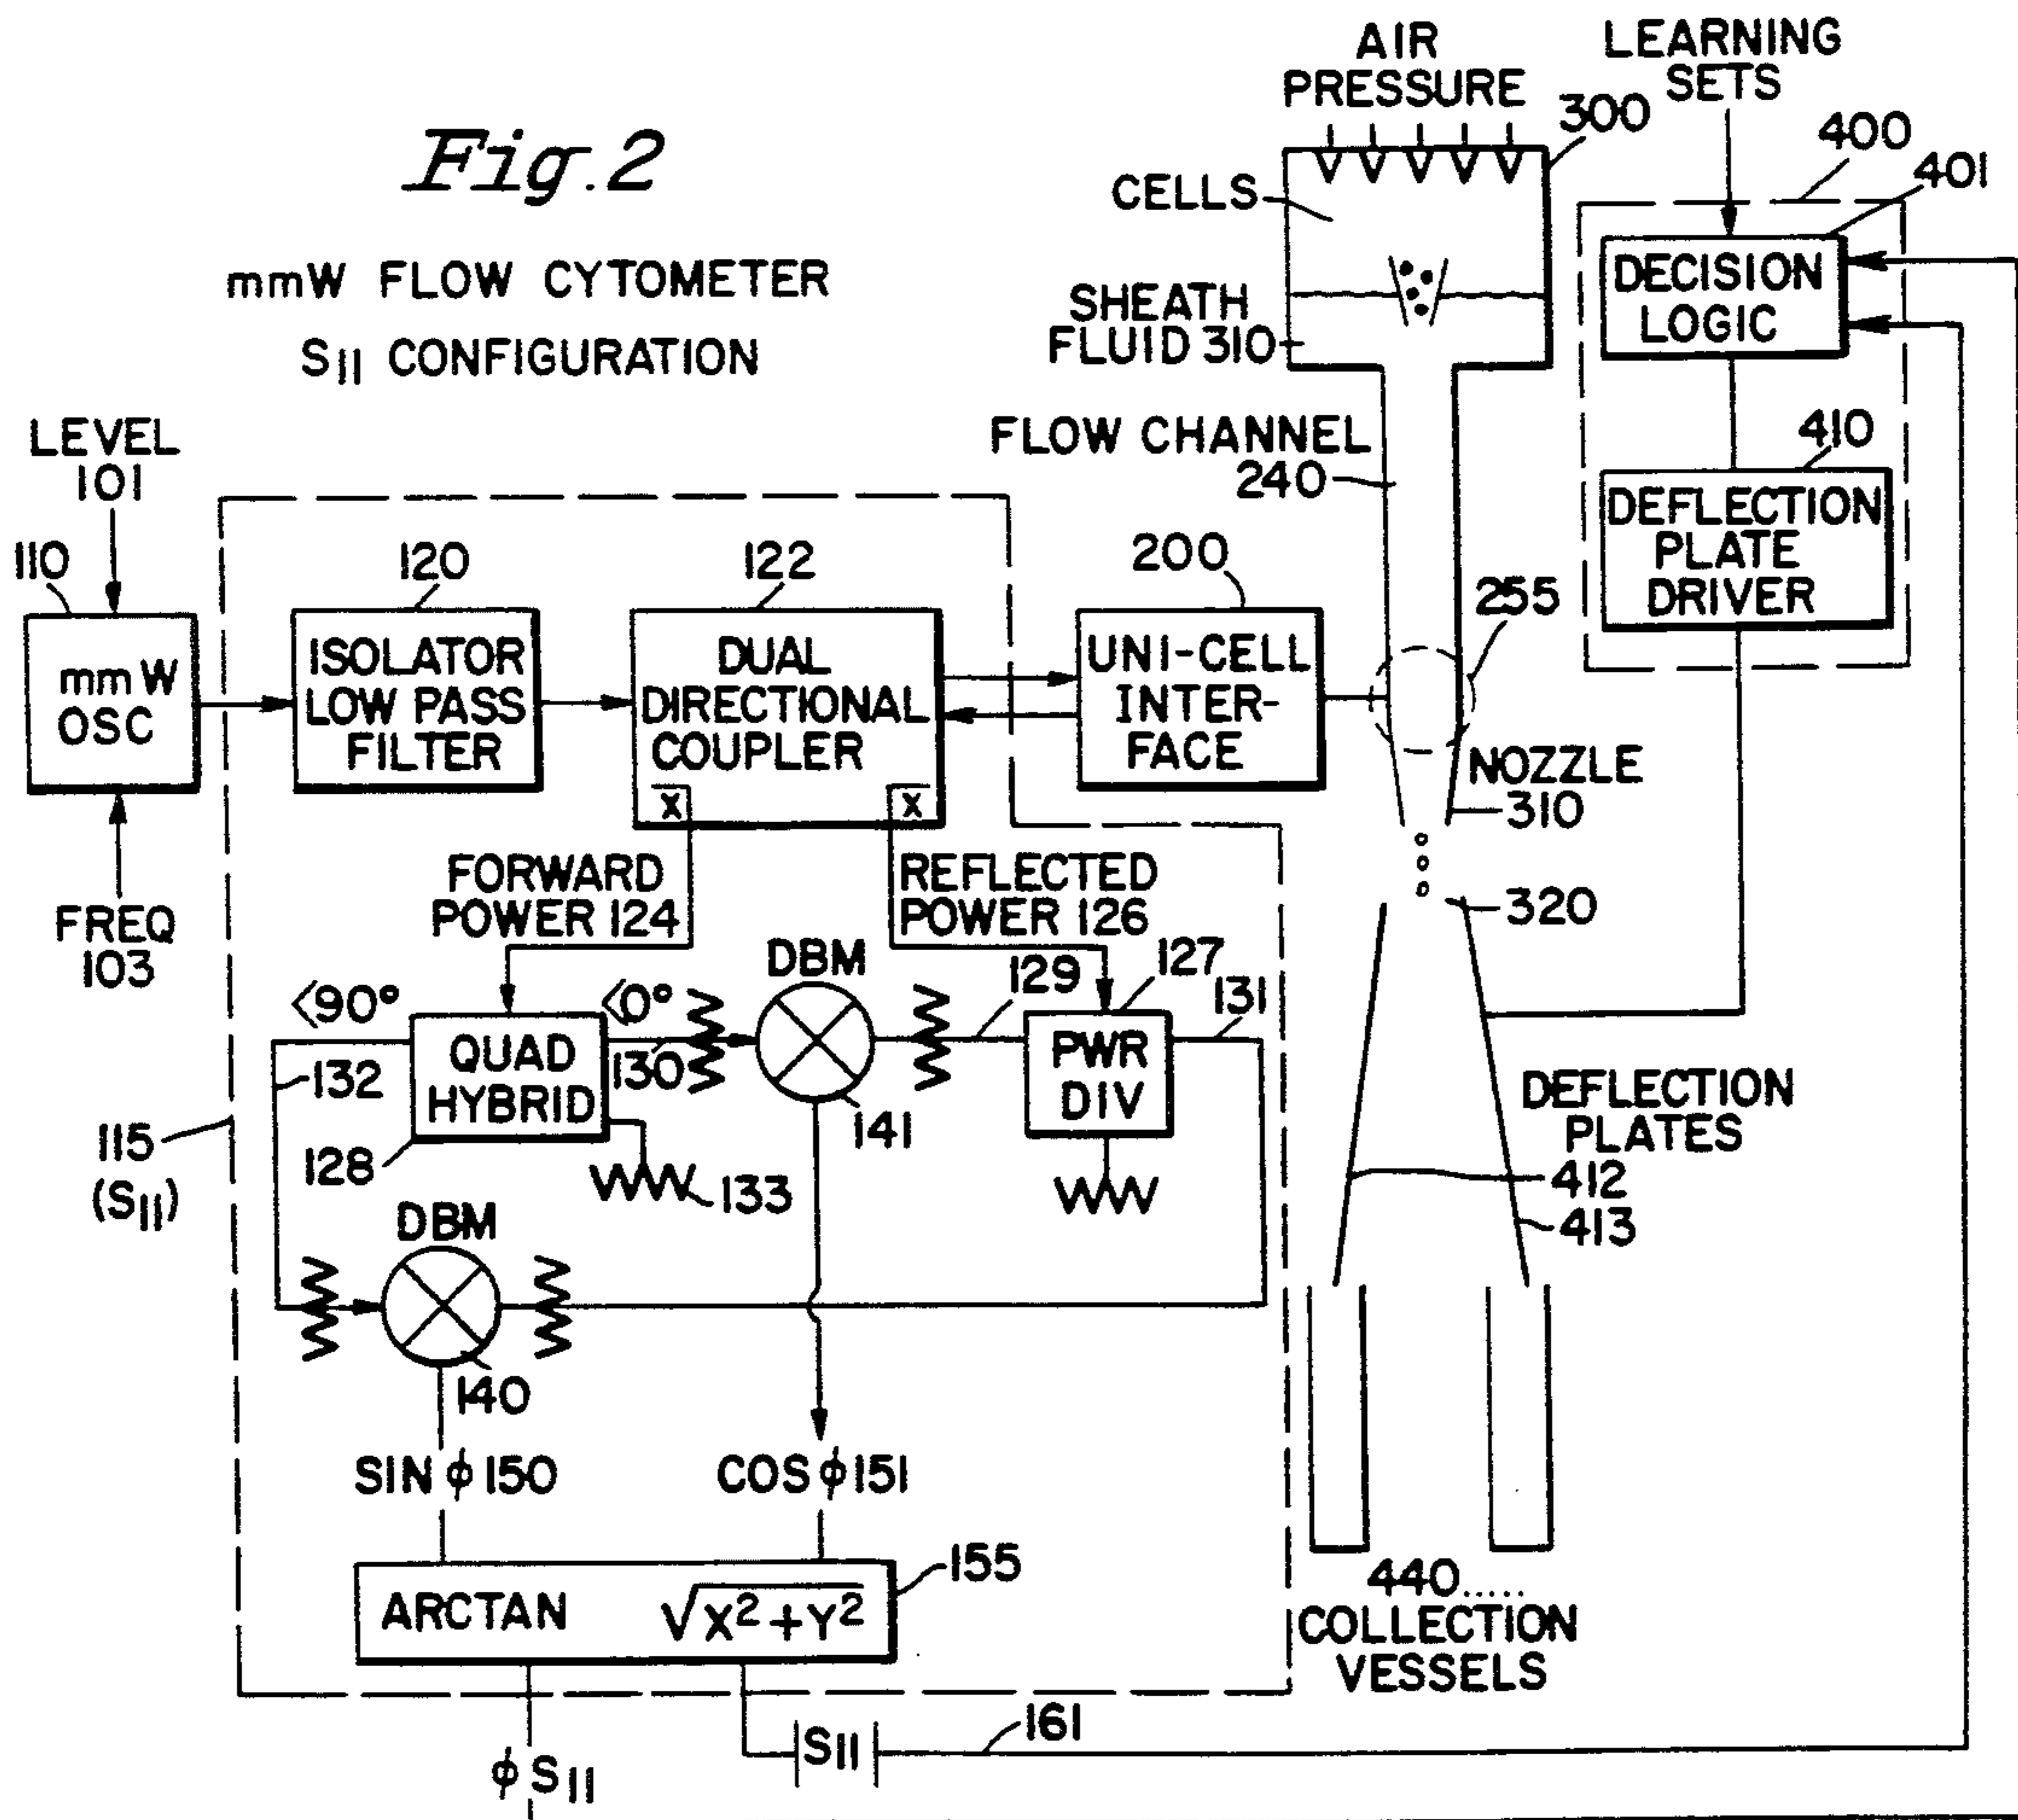 Fig. 2
mmW FLOW CYTOMETER
S11 CONFIGURATION
AIR
PRESSURE
300
CELLS
SHEATH
FLUID 310
LEARNING
SETS
400
401
DECISION
LOGIC
410
DEFLECTION
PLATE
DRIVER
FLOW CHANNEL
240
LEVEL
101
110
mmW
OSC
FREQ
103
120
ISOLATOR
LOW PASS
FILTER
122
DUAL
DIRECTIONAL
COUPLER
X
X
200
UNI-CELL
INTER-
FACE
255
NOZZLE
310
320
FORWARD
POWER 124
REFLECTED
POWER 126
<90°
132
QUAD
HYBRID
128
<0°
130
133
DBM
141
129
127
PWR
DIV
131
115
(S11)
DBM
140
DEFLECTION
PLATES
412
413
SIN ϕ 150
COS ϕ 151
155
ARCTAN √X²+Y²
440.....
COLLECTION
VESSELS
161
|S11|
ϕ S11